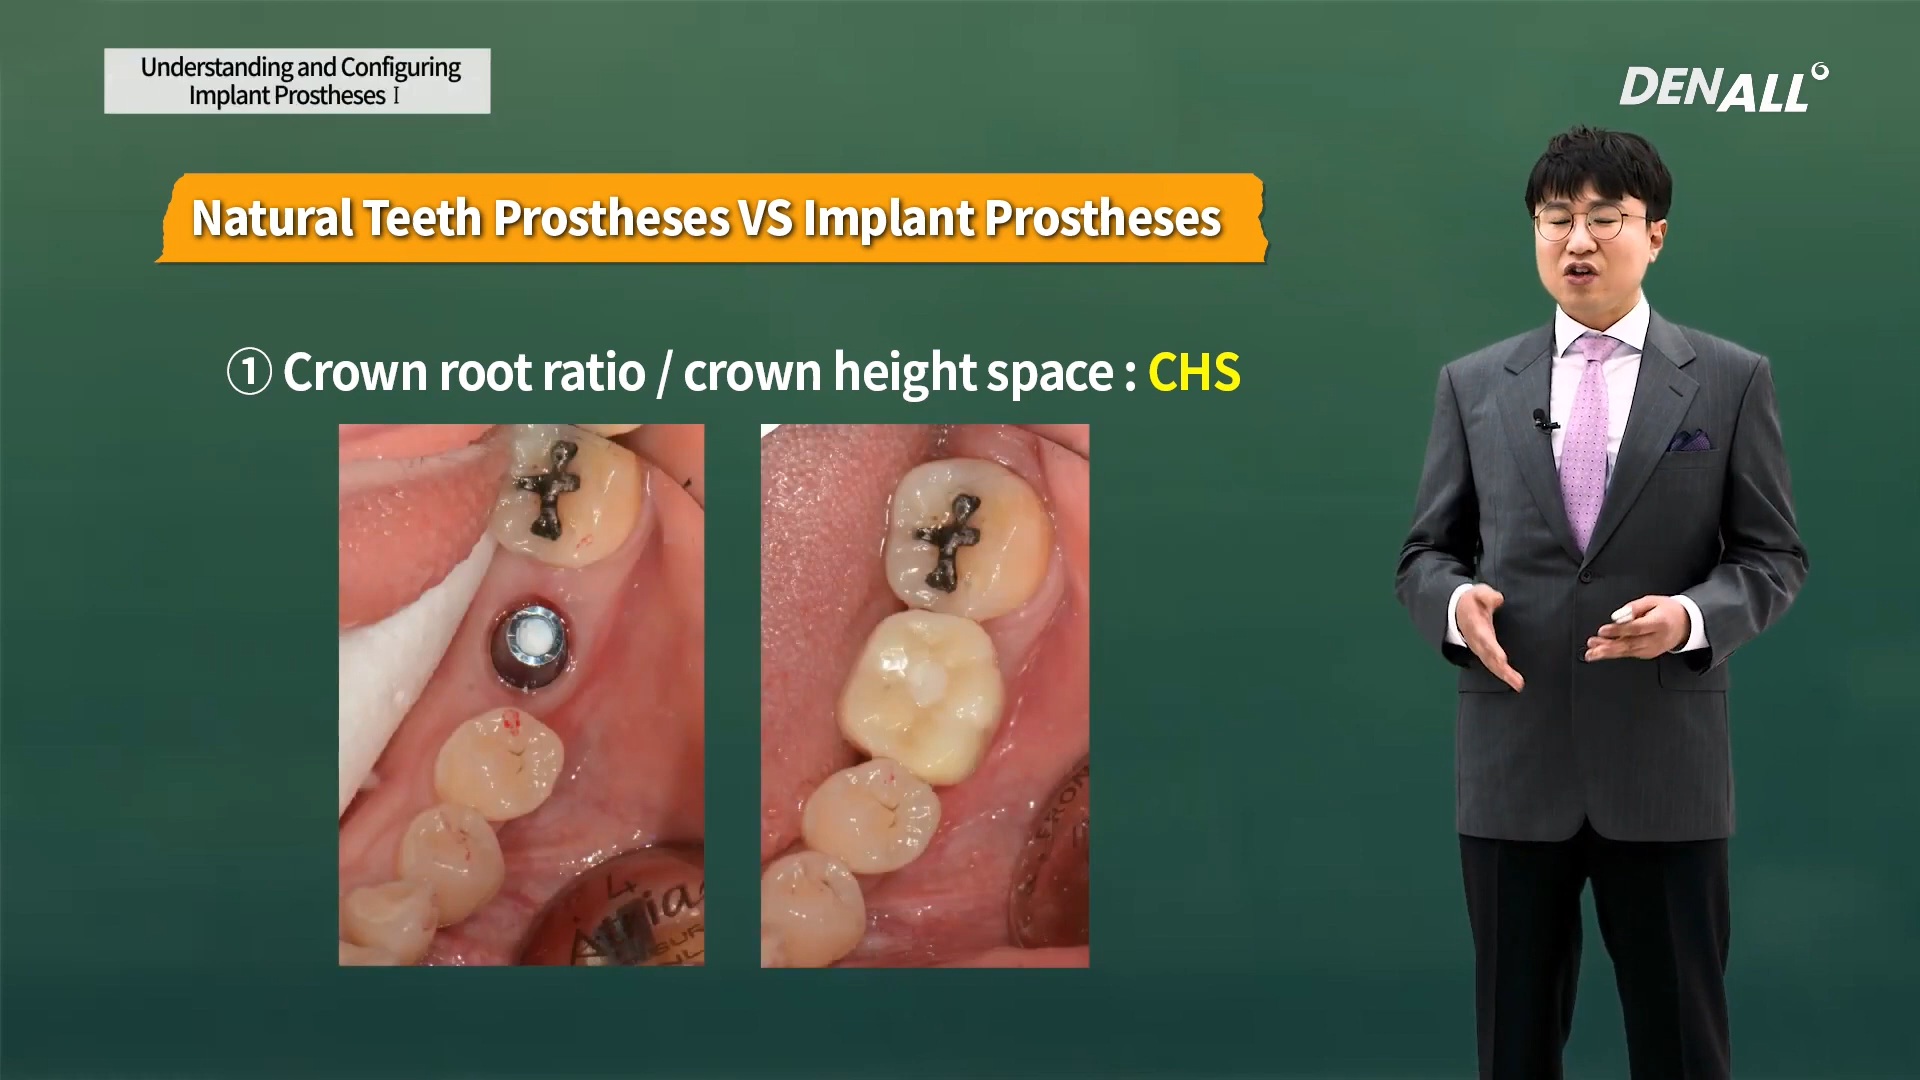 Understanding and Configuring
Implant Prostheses I
DENALL
Natural Teeth Prostheses VS Implant Prostheses
① Crown root ratio / crown height space : CHS